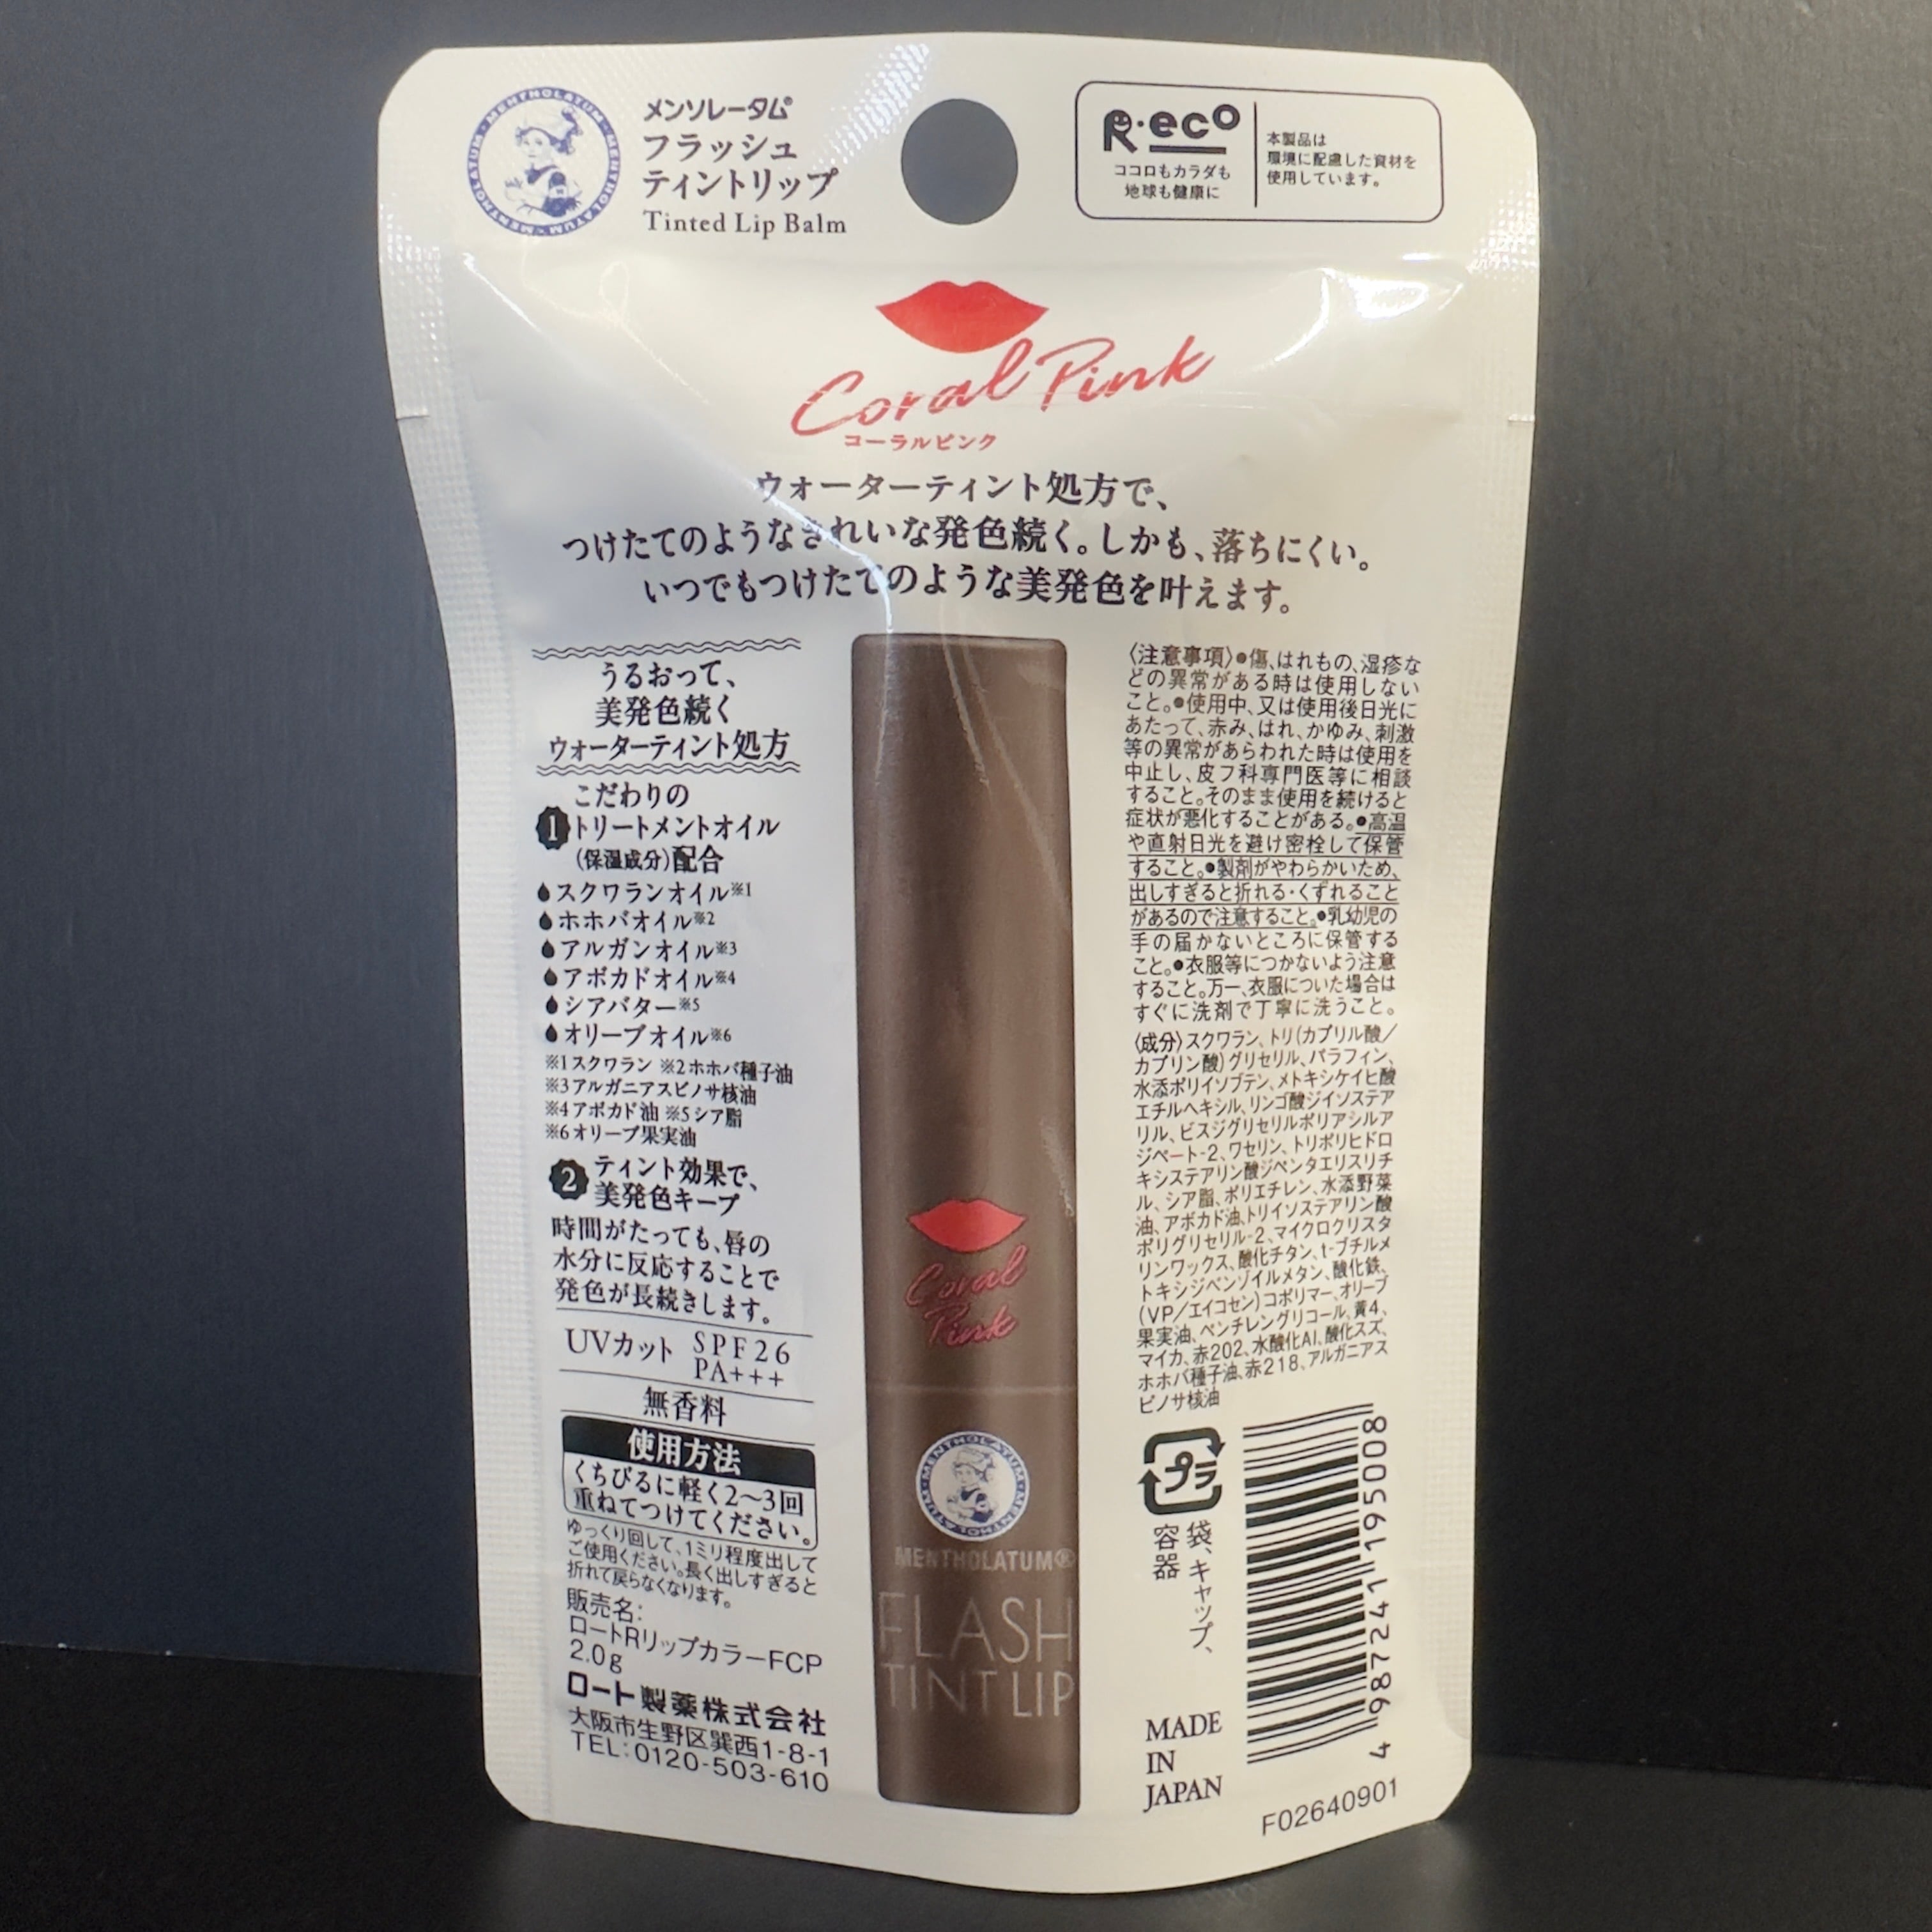 メンソレータム®
フラッシュ
ティントリップ
Tinted Lip Balm
MENTHOLATUM · MENTHOLATUM · MENTHOLATUM
R·eco
ココロもカラダも
地球も健康に
本製品は
環境に配慮した資材を
使用しています。
Coral Pink
コーラルピンク
ウォーターティント処方で、
つけたてのようなきれいな発色続く。しかも、落ちにくい。
いつでもつけたてのような美発色を叶えます。
うるおって、
美発色続く
ウォーターティント処方
1
こだわりの
トリートメントオイル
(保湿成分)配合
スクワランオイル※1
ホホバオイル※2
アルガンオイル※3
アボカドオイル※4
シアバター※5
オリーブオイル※6
※1スクワラン ※2ホホバ種子油
※3アルガニアスピノサ核油
※4アボカド油 ※5シア脂
※6オリーブ果実油
2
ティント効果で、
美発色キープ
時間がたっても、唇の
水分に反応することで
発色が長続きします。
UVカット SPF26
PA+++
無香料
使用方法
くちびるに軽く2〜3回
重ねてつけてください。
ゆっくり回して、1ミリ程度出して
ご使用ください。長く出しすぎると
折れて戻らなくなります。
販売名:
ロートRリップカラーFCP
2.0g
ロート製薬株式会社
大阪市生野区巽西1-8-1
TEL:0120-503-610
Coral
Pink
MENTHOLATUM · MENTHOLATUM · MENTHOLATUM
MENTHOLATUM®
FLASH
TINT LIP
〈注意事項〉●傷、はれもの、湿疹な
どの異常がある時は使用しない
こと。●使用中、又は使用後日光に
あたって、赤み、はれ、かゆみ、刺激
等の異常があらわれた時は使用を
中止し、皮フ科専門医等に相談
すること。そのまま使用を続けると
症状が悪化することがある。●高温
や直射日光を避け密栓して保管
すること。●製剤がやわらかいため、
出しすぎると折れる・くずれること
があるので注意すること。●乳幼児の
手の届かないところに保管する
こと。●衣服等につかないよう注意
すること。万一、衣服についた場合は
すぐに洗剤で丁寧に洗うこと。
〈成分〉スクワラン、トリ(カプリル酸/
カプリン酸)グリセリル、パラフィン、
水添ポリイソブテン、メトキシケイヒ酸
エチルヘキシル、リンゴ酸ジイソステア
リル、ビスジグリセリルポリアシルア
ジペート-2、ワセリン、トリポリヒドロ
キシステアリン酸ジペンタエリスリチ
ル、シア脂、ポリエチレン、水添野菜
油、アボカド油、トリイソステアリン酸
ポリグリセリル-2、マイクロクリスタ
リンワックス、酸化チタン、t-ブチルメ
トキシジベンゾイルメタン、酸化鉄、
(VP/エイコセン)コポリマー、オリーブ
果実油、ペンチレングリコール、黄4、
マイカ、赤202、水酸化Al、酸化スズ、
ホホバ種子油、赤218、アルガニアス
ピノサ核油
プラ
袋、キャップ、
容器
MADE
IN
JAPAN
4 987241 195008
F02640901